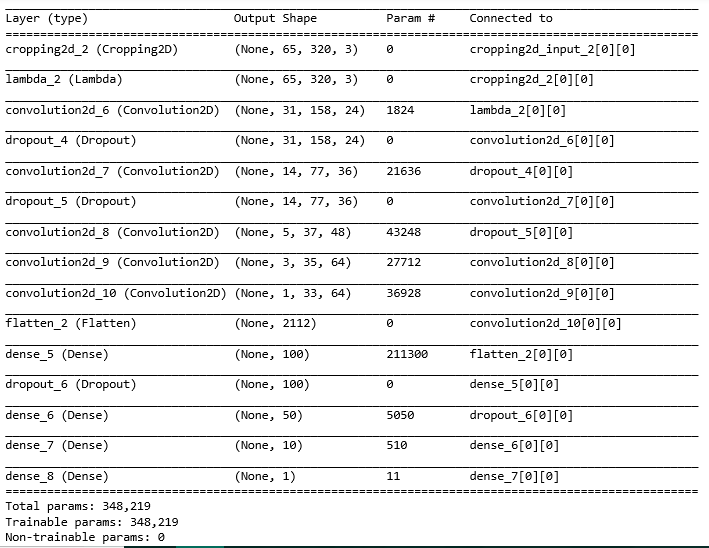 Layer (type) Output Shape Param # Connected to
cropping2d_2 (Cropping2D) (None, 65, 320, 3) 0 cropping2d_input_2[0][0]
lambda_2 (Lambda) (None, 65, 320, 3) 0 cropping2d_2[0][0]
convolution2d_6 (Convolution2D) (None, 31, 158, 24) 1824 lambda_2[0][0]
dropout_4 (Dropout) (None, 31, 158, 24) 0 convolution2d_6[0][0]
convolution2d_7 (Convolution2D) (None, 14, 77, 36) 21636 dropout_4[0][0]
dropout_5 (Dropout) (None, 14, 77, 36) 0 convolution2d_7[0][0]
convolution2d_8 (Convolution2D) (None, 5, 37, 48) 43248 dropout_5[0][0]
convolution2d_9 (Convolution2D) (None, 3, 35, 64) 27712 convolution2d_8[0][0]
convolution2d_10 (Convolution2D) (None, 1, 33, 64) 36928 convolution2d_9[0][0]
flatten_2 (Flatten) (None, 2112) 0 convolution2d_10[0][0]
dense_5 (Dense) (None, 100) 211300 flatten_2[0][0]
dropout_6 (Dropout) (None, 100) 0 dense_5[0][0]
dense_6 (Dense) (None, 50) 5050 dropout_6[0][0]
dense_7 (Dense) (None, 10) 510 dense_6[0][0]
dense_8 (Dense) (None, 1) 11 dense_7[0][0]
Total params: 348,219
Trainable params: 348,219
Non-trainable params: 0